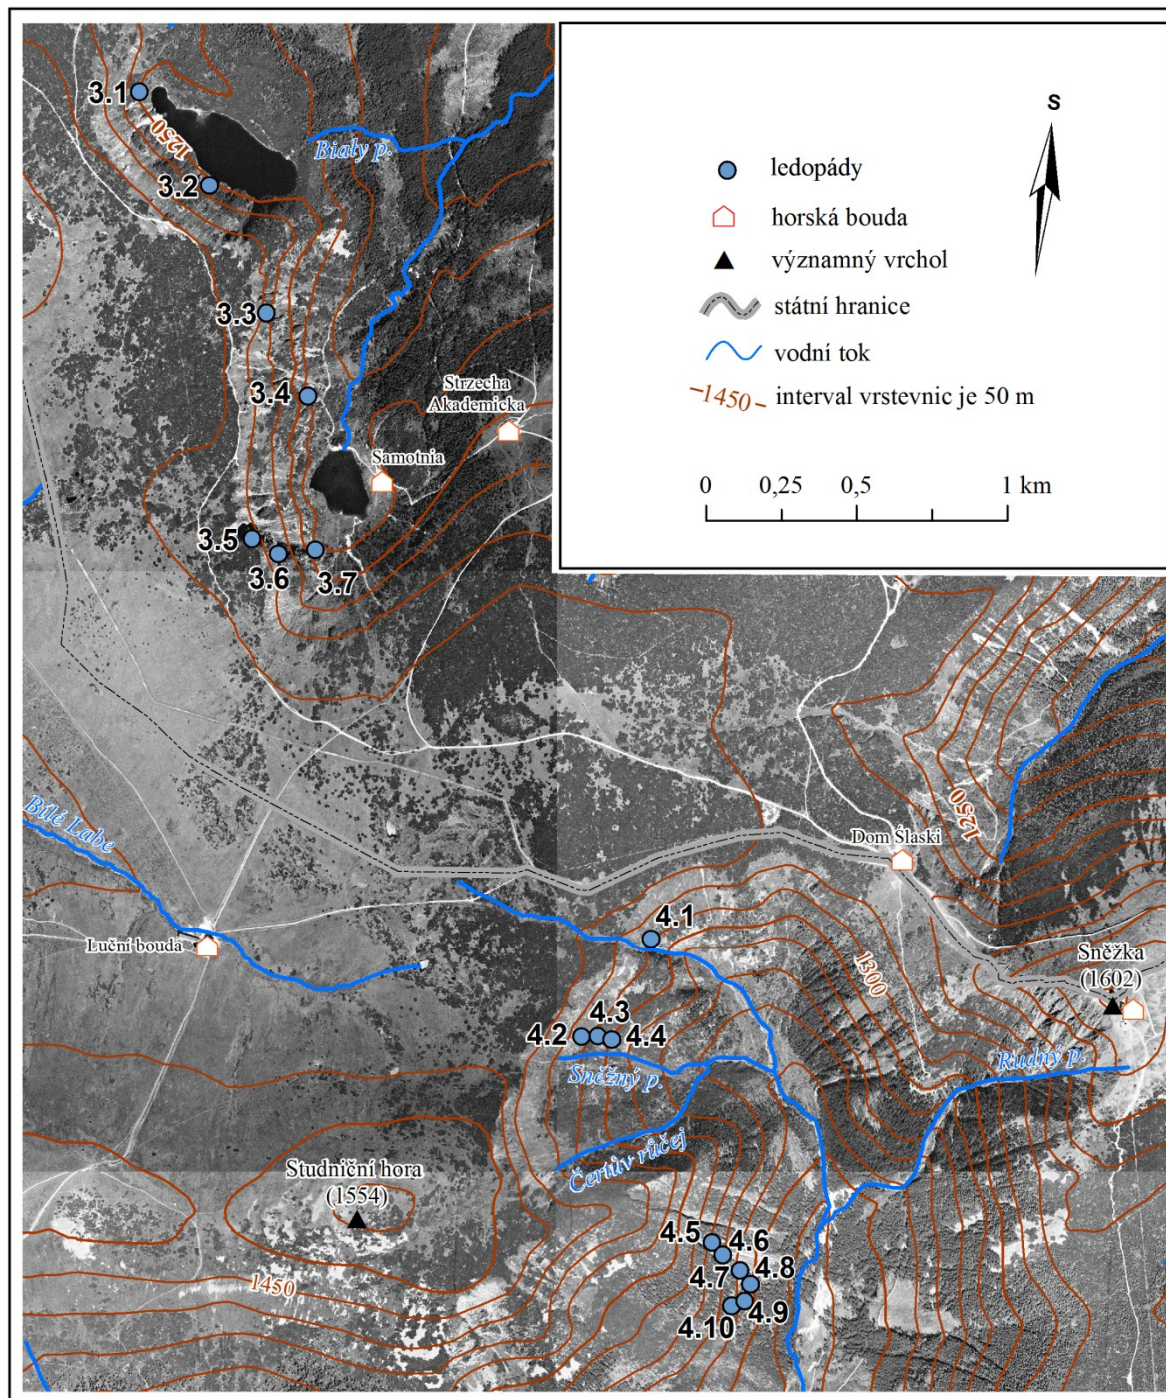 3.1
1250
3.2
Biały p.
3.3
3.4
Strzecha
Akademicka
Samotnia
3.5
3.6
3.7
S
ledopády
horská bouda
významný vrchol
státní hranice
vodní tok
1450 interval vrstevnic je 50 m
0 0,25 0,5 1 km
Bílé Labe
Luční bouda
Dom Ślaski
1250
4.1
1300
Sněžka
(1602)
4.2
4.3
4.4
Sněžný p.
Rudný p.
Čertův růčej
Studniční hora
(1554)
1450
4.5
4.6
4.7
4.8
4.9
4.10